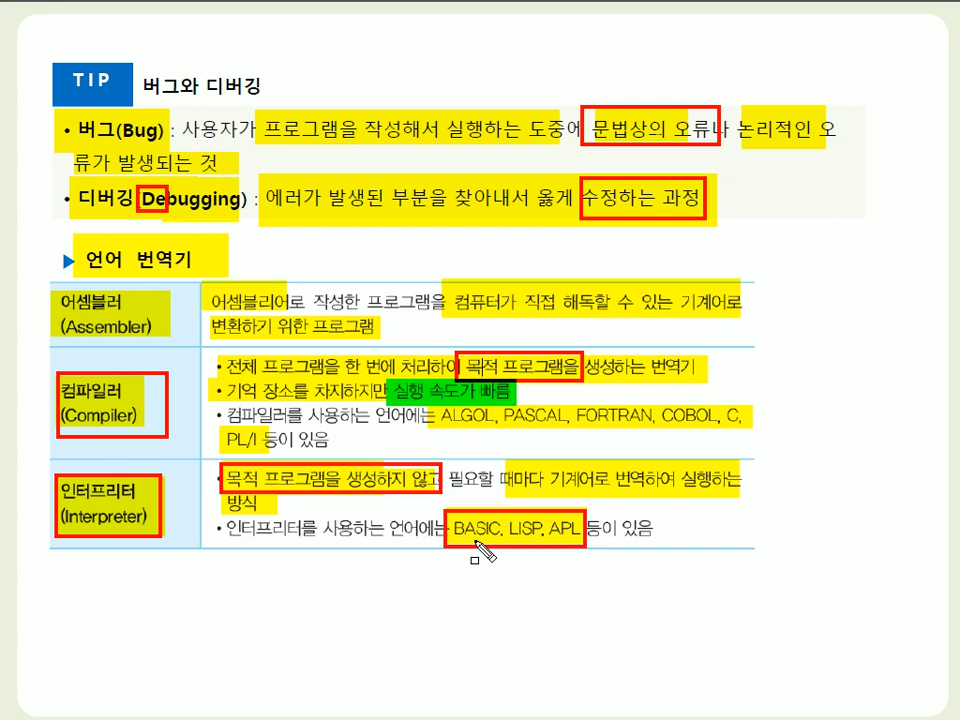 TIP 버그와 디버깅
• 버그(Bug) : 사용자가 프로그램을 작성해서 실행하는 도중에 문법상의 오류나 논리적인 오
류가 발생되는 것
• 디버깅(Debugging) : 에러가 발생된 부분을 찾아내서 옳게 수정하는 과정
▶ 언어 번역기
어셈블러
(Assembler)
어셈블리어로 작성한 프로그램을 컴퓨터가 직접 해독할 수 있는 기계어로
변환하기 위한 프로그램
컴파일러
(Compiler)
• 전체 프로그램을 한 번에 처리하여 목적 프로그램을 생성하는 번역기
• 기억 장소를 차지하지만 실행 속도가 빠름
• 컴파일러를 사용하는 언어에는 ALGOL, PASCAL, FORTRAN, COBOL, C,
PL/I 등이 있음
인터프리터
(Interpreter)
• 목적 프로그램을 생성하지 않고 필요할 때마다 기계어로 번역하여 실행하는
방식
• 인터프리터를 사용하는 언어에는 BASIC, LISP, APL 등이 있음